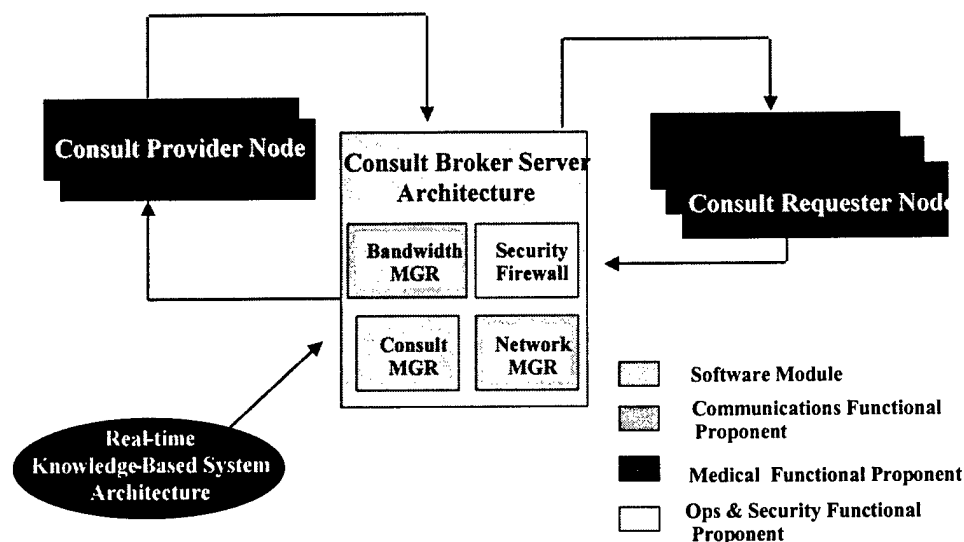 Consult Provider Node
Consult Broker Server
Architecture
Bandwidth
MGR
Security
Firewall
Consult
MGR
Network
MGR
Consult Requester Node
Real-time
Knowledge-Based System
Architecture
Software Module
Communications Functional
Proponent
Medical Functional Proponent
Ops & Security Functional
Proponent